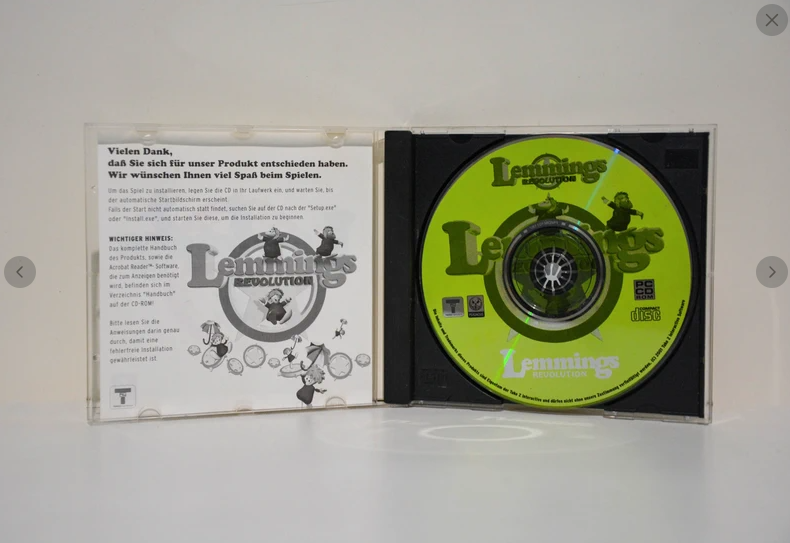 Vielen Dank,
daß Sie sich für unser Produkt entschieden haben.
Wir wünschen Ihnen viel Spaß beim Spielen.
Um das Spiel zu installieren, legen Sie die CD in Ihr Laufwerk ein, und warten Sie, bis
der automatische Startbildschirm erscheint.
Falls der Start nicht automatisch statt findet, suchen Sie auf der CD nach der "Setup.exe"
oder "Install.exe", und starten Sie diese, um die Installation zu beginnen.
WICHTIGER HINWEIS:
Das komplette Handbuch
des Produkts, sowie die
Acrobat Reader™-Software,
die zum Anzeigen benötigt
wird, befinden sich im
Verzeichnis "Handbuch"
auf der CD-ROM!
Bitte lesen Sie die
Anweisungen darin genau
durch, damit eine
fehlerfreie Installation
gewährleistet ist.
Lemmings
REVOLUTION
Lemmings
REVOLUTION
Lemmings
PC
CD
ROM
COMPACT
disc
Lemmings
REVOLUTION